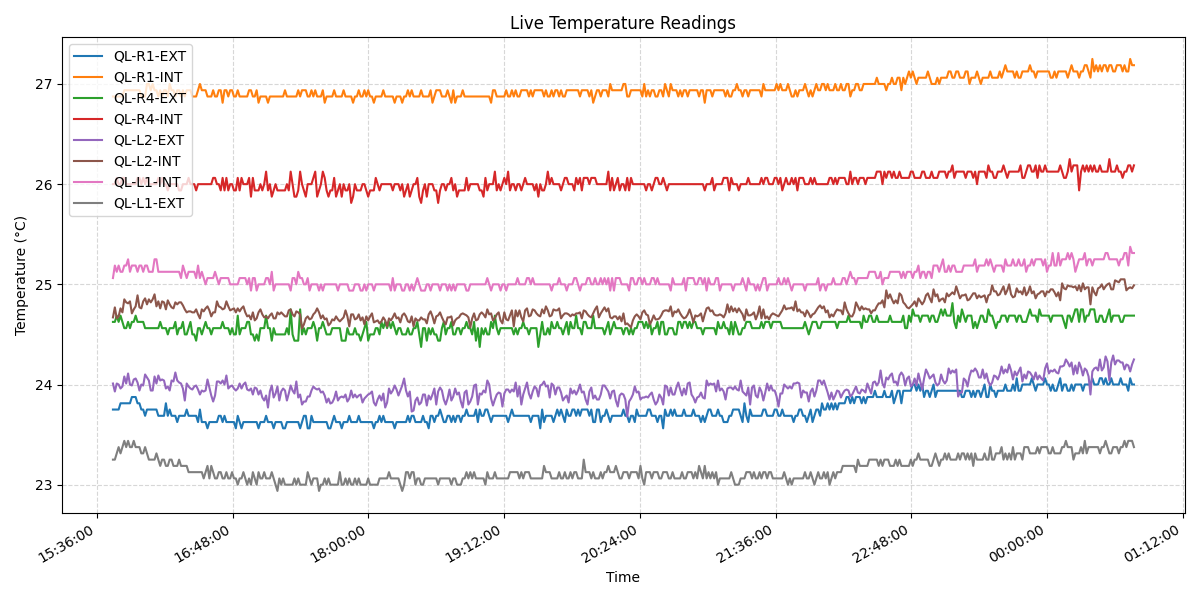 Live Temperature Readings
QL-R1-EXT
QL-R1-INT
QL-R4-EXT
QL-R4-INT
QL-L2-EXT
QL-L2-INT
QL-L1-INT
QL-L1-EXT
Temperature (°C)
27
26
25
24
23
15:36:00
16:48:00
18:00:00
19:12:00
20:24:00
21:36:00
22:48:00
00:00:00
01:12:00
Time